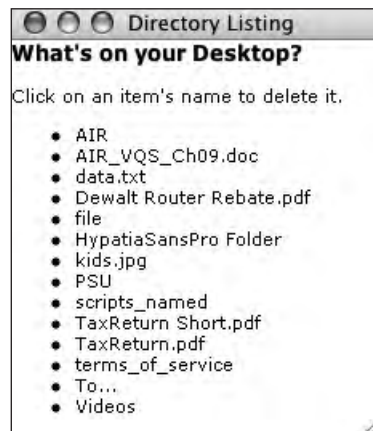 Directory Listing
What's on your Desktop?
Click on an item's name to delete it.
• AIR
• AIR_VQS_Ch09.doc
• data.txt
• Dewalt Router Rebate.pdf
• file
• HypatiaSansPro Folder
• kids.jpg
• PSU
• scripts_named
• TaxReturn Short.pdf
• TaxReturn.pdf
• terms_of_service
• To...
• Videos